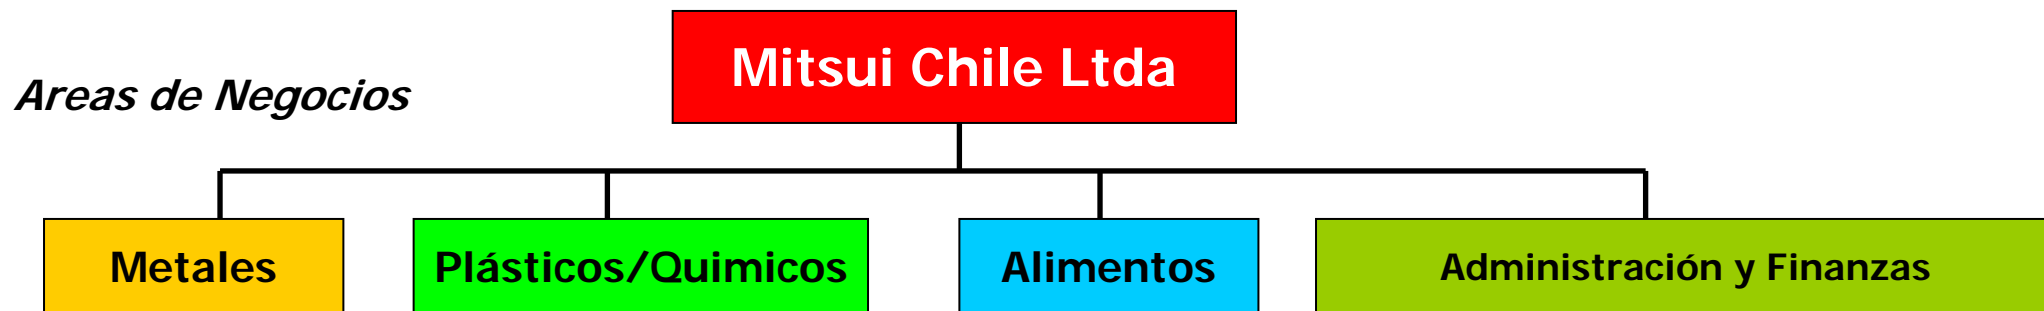 Mitsui Chile Ltda
Areas de Negocios
Metales
Plásticos/Quimicos
Alimentos
Administración y Finanzas